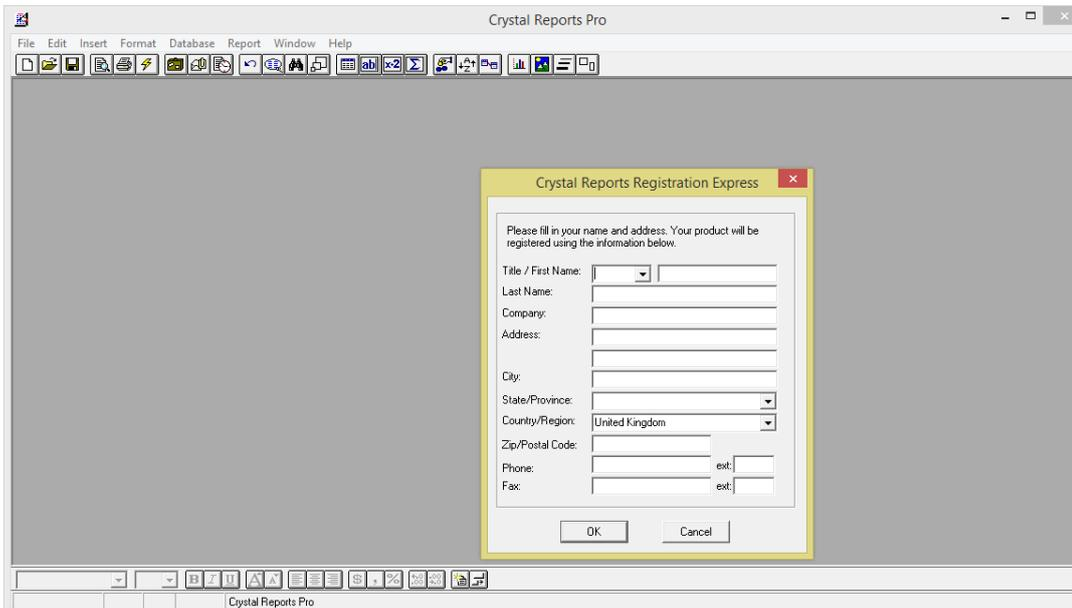 Crystal Reports Pro
File Edit Insert Format Database Report Window Help
ab x-2 Σ
Crystal Reports Registration Express
Please fill in your name and address. Your product will be
registered using the information below.
Title / First Name:
Last Name:
Company:
Address:
City:
State/Province:
Country/Region: United Kingdom
Zip/Postal Code:
Phone: ext:
Fax: ext:
OK Cancel
B I U A A $ , %
Crystal Reports Pro